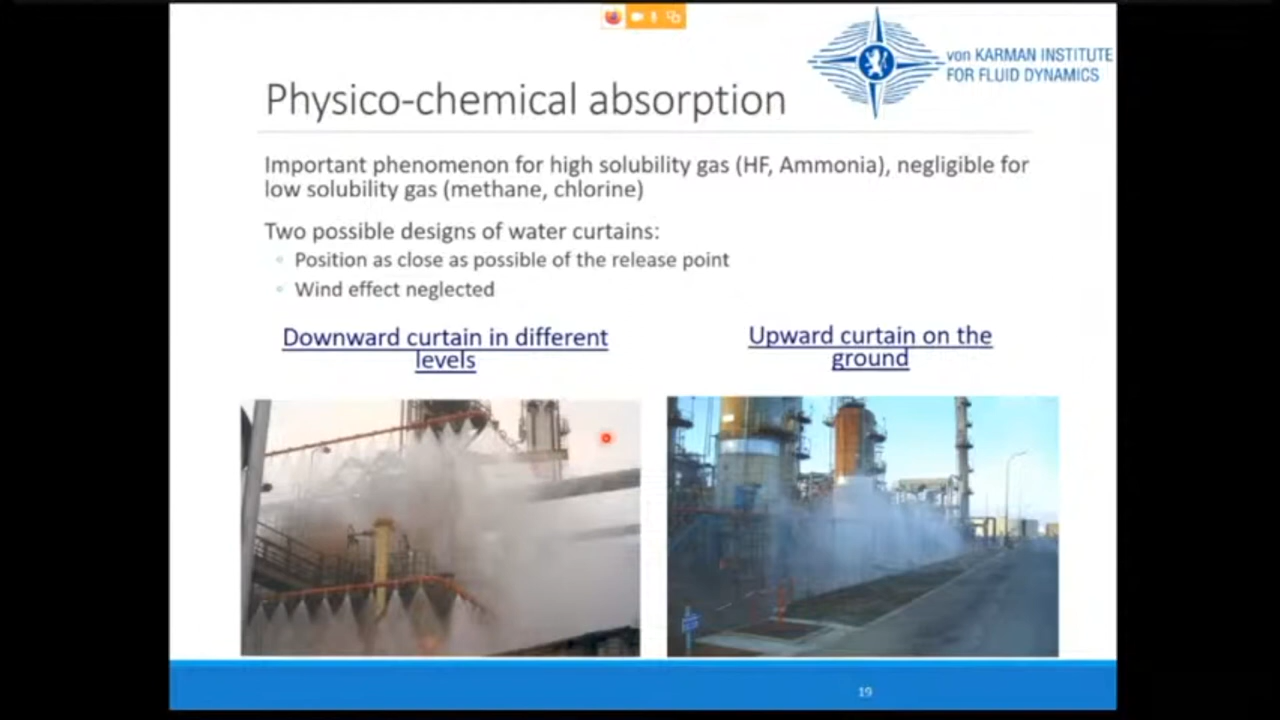 von KARMAN INSTITUTE
FOR FLUID DYNAMICS
Physico-chemical absorption
Important phenomenon for high solubility gas (HF, Ammonia), negligible for
low solubility gas (methane, chlorine)
Two possible designs of water curtains:
Position as close as possible of the release point
Wind effect neglected
Downward curtain in different
levels
Upward curtain on the
ground
19